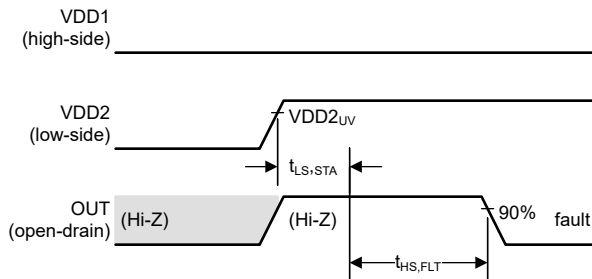 VDD1
(high-side)
VDD2
(low-side)
VDD2UV
tLS,STA
OUT
(open-drain)
(Hi-Z)
(Hi-Z)
90%
fault
tHS,FLT